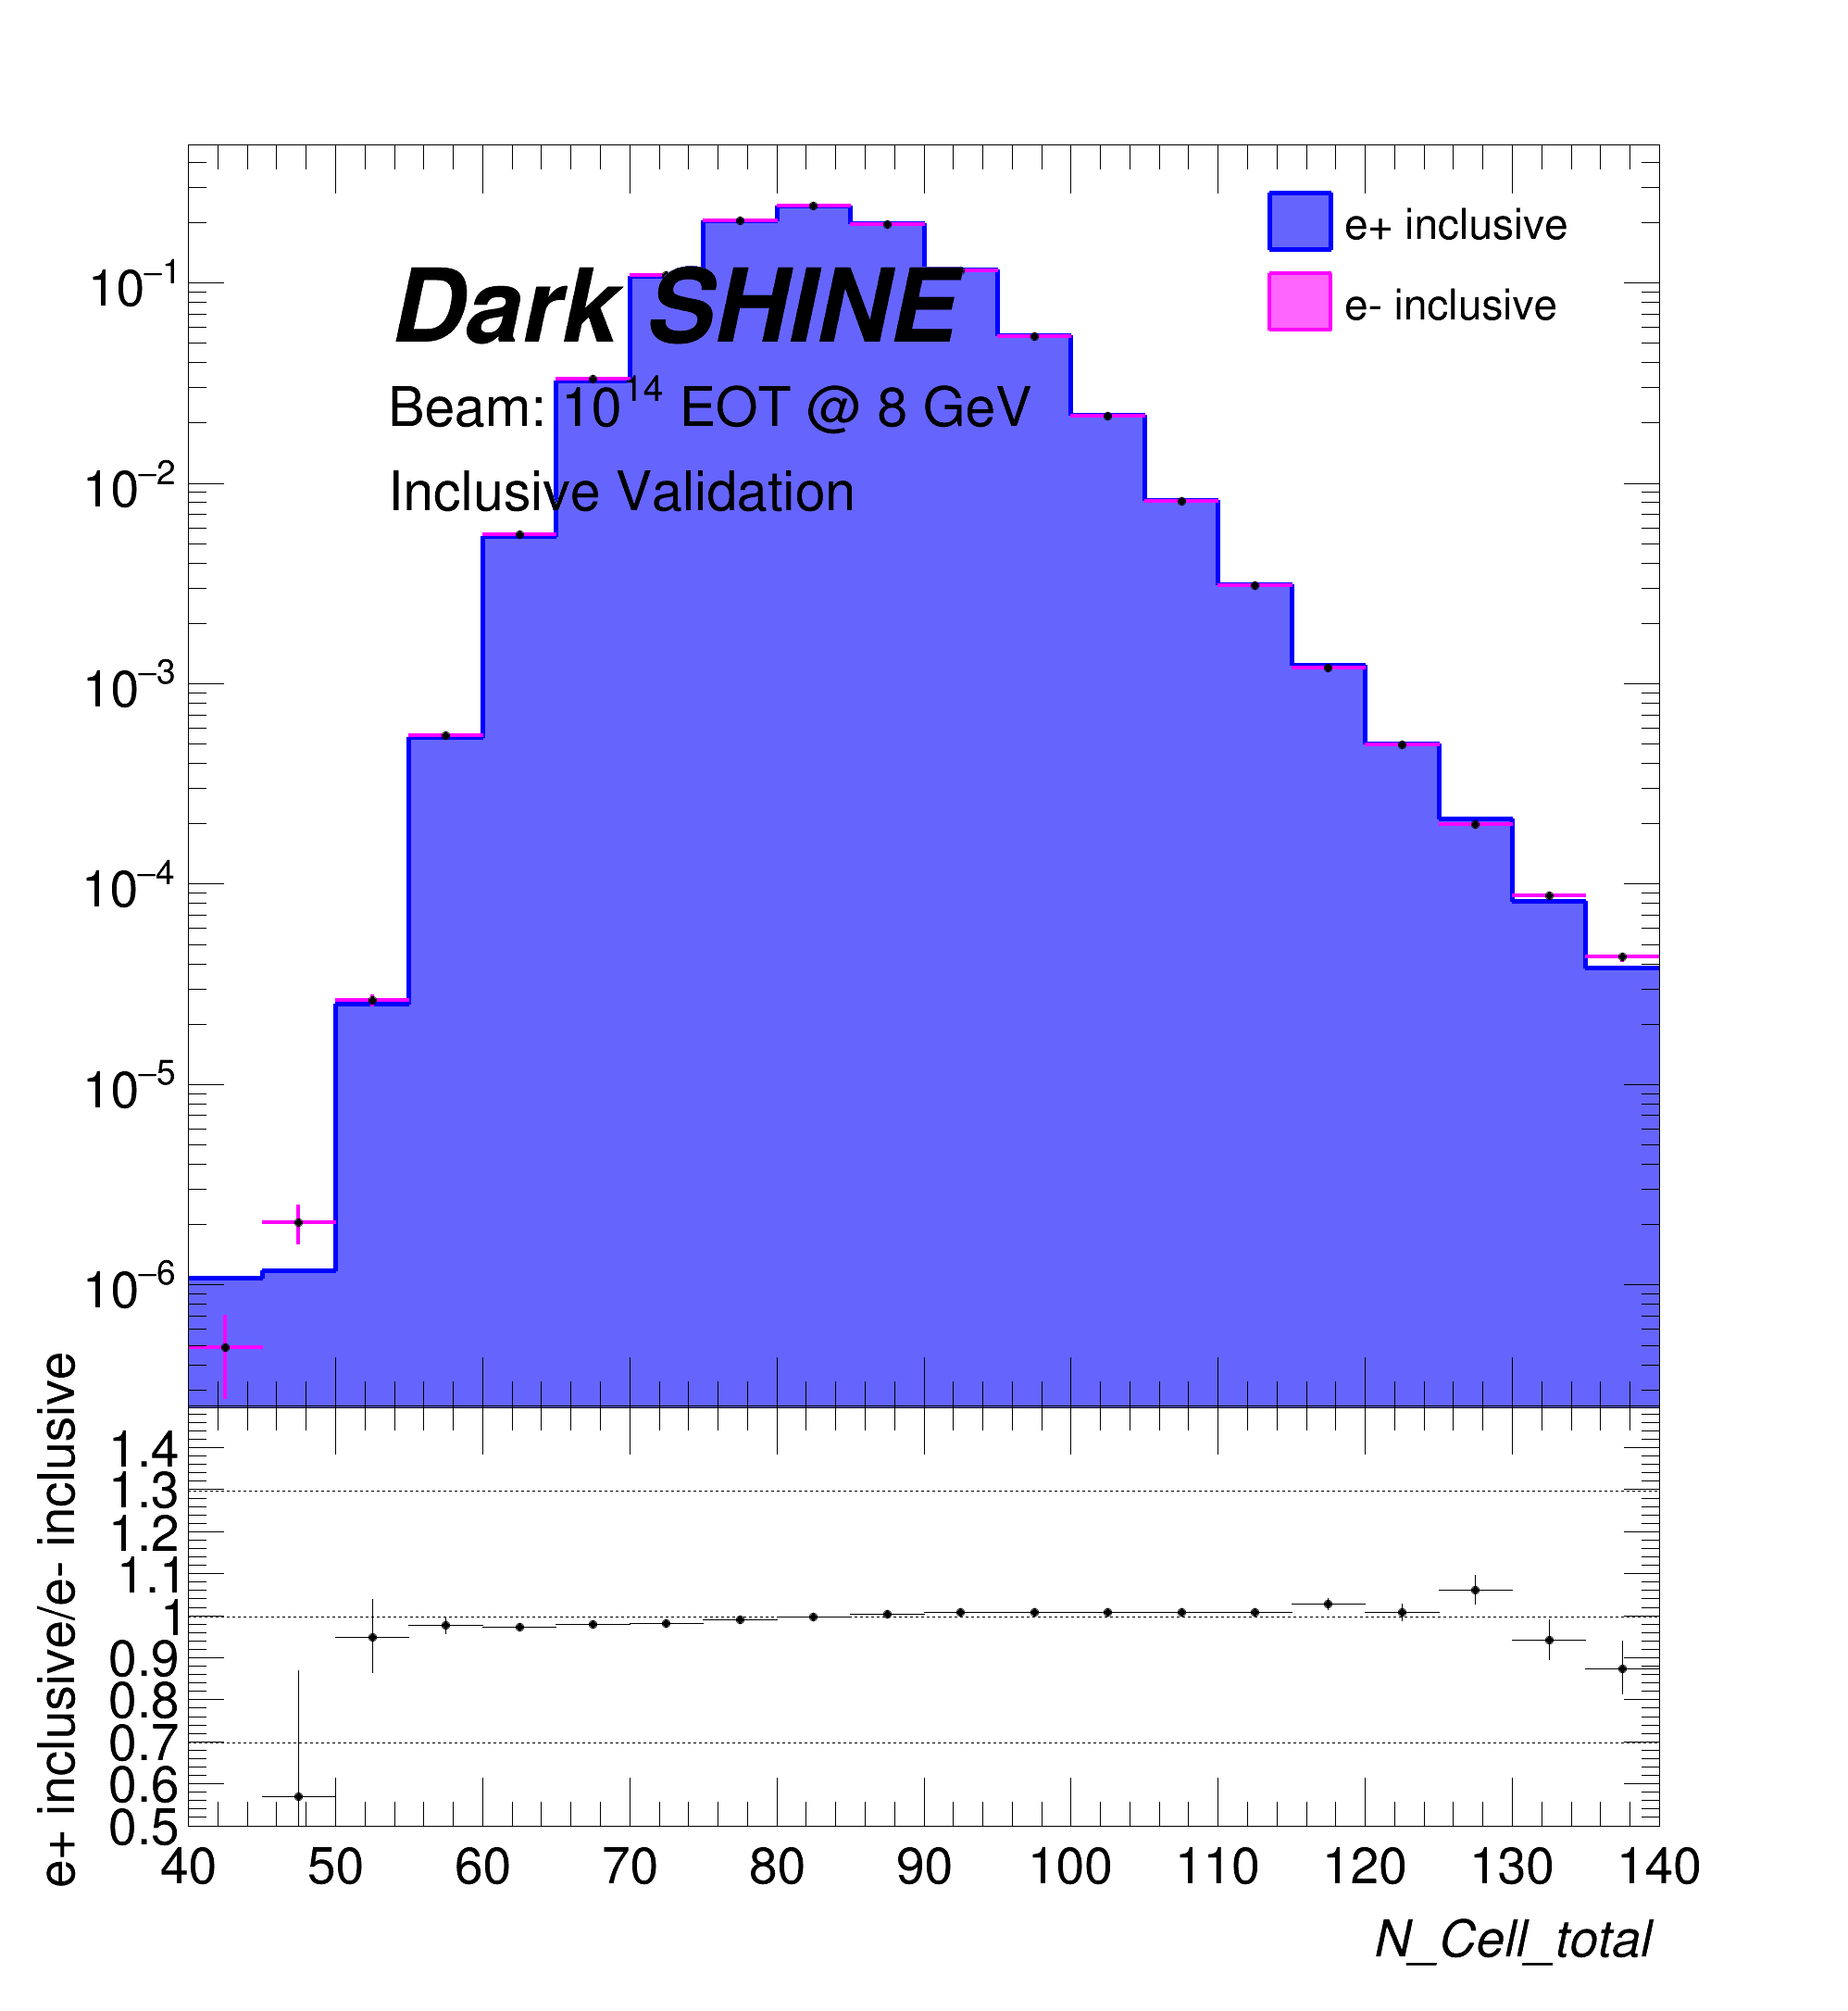 e+ inclusive
e- inclusive
Dark SHINE
Beam: 10¹⁴ EOT @ 8 GeV
Inclusive Validation
10⁻¹
10⁻²
10⁻³
10⁻⁴
10⁻⁵
10⁻⁶
e+ inclusive/e- inclusive
1.4
1.3
1.2
1.1
1
0.9
0.8
0.7
0.6
0.5
40 50 60 70 80 90 100 110 120 130 140
N_Cell_total